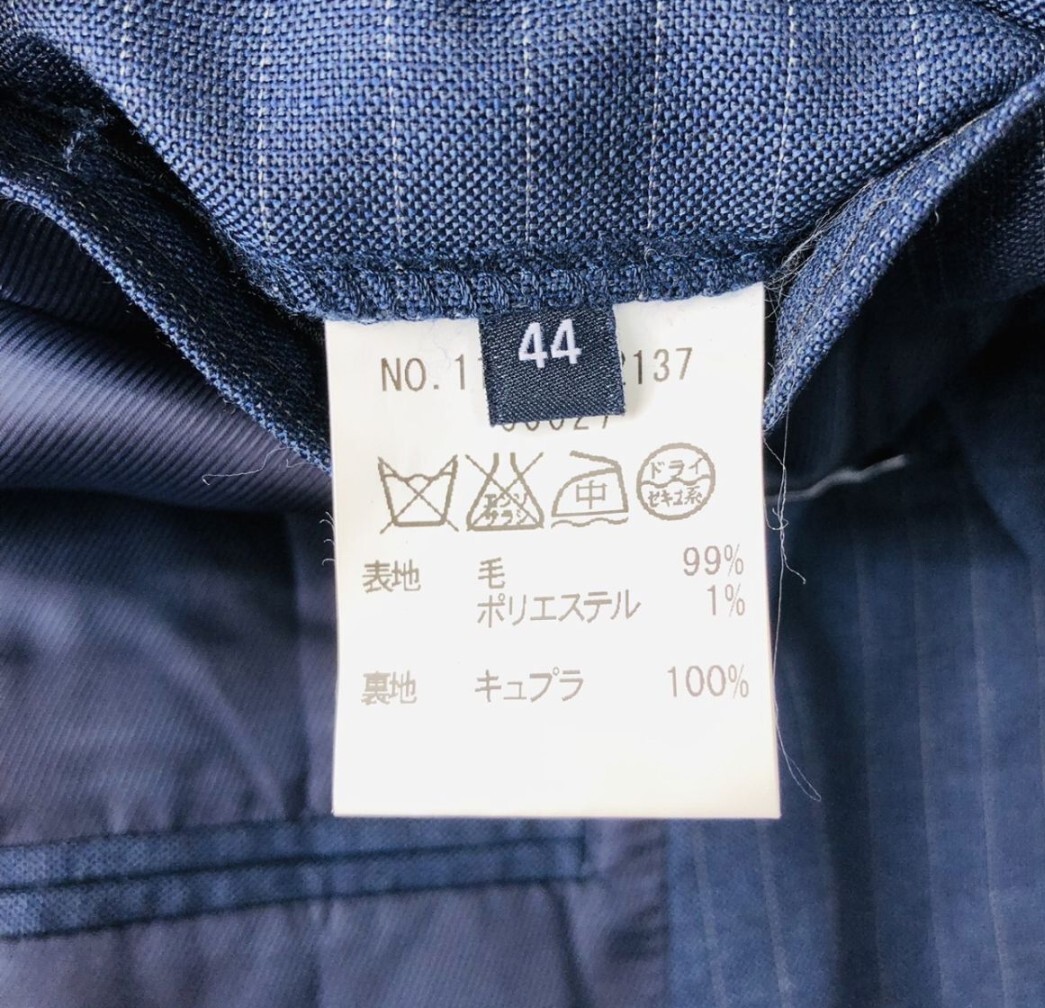 44
NO.11 2137
エンソ
サラシ
中
ドライ
セキユ系
表地 毛 99%
ポリエステル 1%
裏地 キュプラ 100%